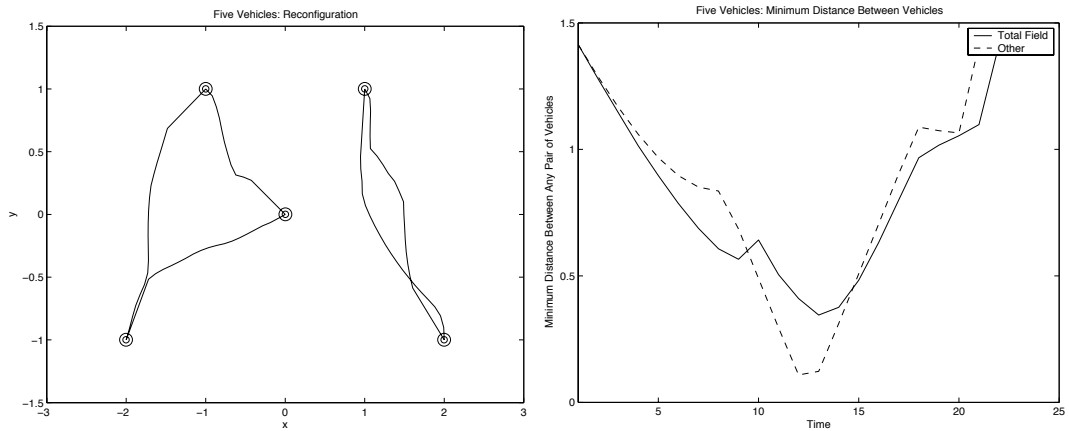 Five Vehicles: Reconfiguration
1.5
1
0.5
0
−0.5
−1
−1.5
y
−3
−2
−1
0
1
2
3
x
Five Vehicles: Minimum Distance Between Vehicles
Total Field
Other
1.5
1
0.5
0
Minimum Distance Between Any Pair of Vehicles
5
10
15
20
25
Time